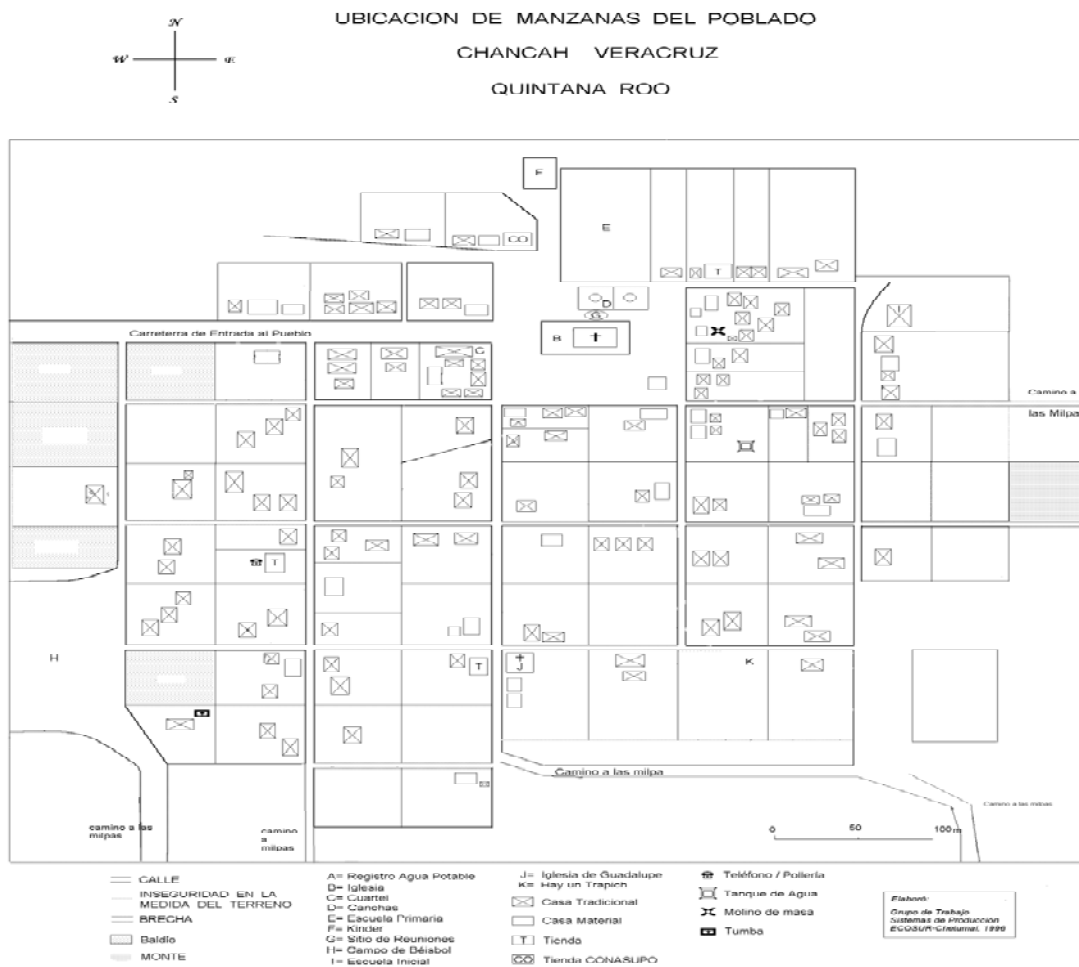 UBICACION DE MANZANAS DEL POBLADO
CHANCAH VERACRUZ
QUINTANA ROO
N
W
E
S
F
E
CO
T
D
B
Carreterra de Entrada al Pueblo
G
I
Camino a
las Milpa
T
H
T
J
K
Camino a las milpa
camino a las
milpas
camino
a
milpas
Camino a las milpas
0 50 100m
CALLE
INSEGURIDAD EN LA
MEDIDA DEL TERRENO
BRECHA
Baldío
MONTE
A= Registro Agua Potable
B= Iglesia
C= Cuartel
D= Canchas
E= Escuela Primaria
F= Kinder
G= Sitio de Reuniones
H= Campo de Béisbol
I= Escuela Inicial
J= Iglesia de Guadalupe
K= Hay un Trapich
Casa Tradicional
Casa Material
T Tienda
CO Tienda CONASUPO
Teléfono / Pollería
Tanque de Agua
Molino de masa
Tumba
Elaboró:
Grupo de Trabajo
Sistemas de Producción
ECOSUR-Chetumal, 1998